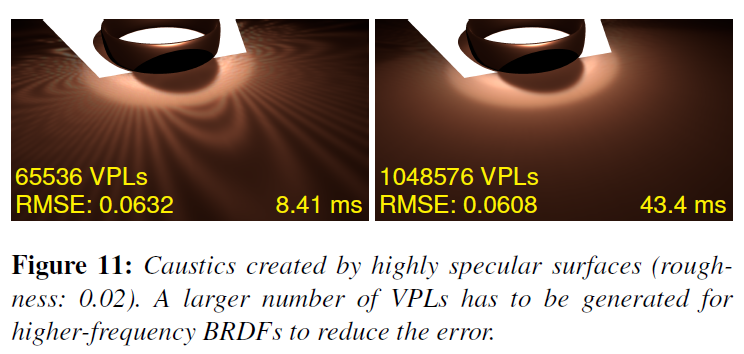 65536 VPLs
RMSE: 0.0632 8.41 ms
1048576 VPLs
RMSE: 0.0608 43.4 ms
Figure 11: Caustics created by highly specular surfaces (rough-
ness: 0.02). A larger number of VPLs has to be generated for
higher-frequency BRDFs to reduce the error.